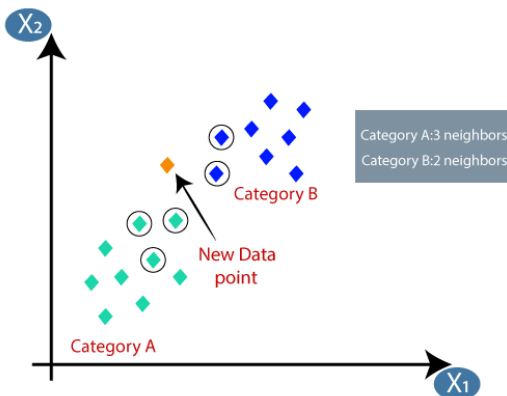 X2
Category A:3 neighbors
Category B:2 neighbors
Category B
New Data
point
Category A
X1